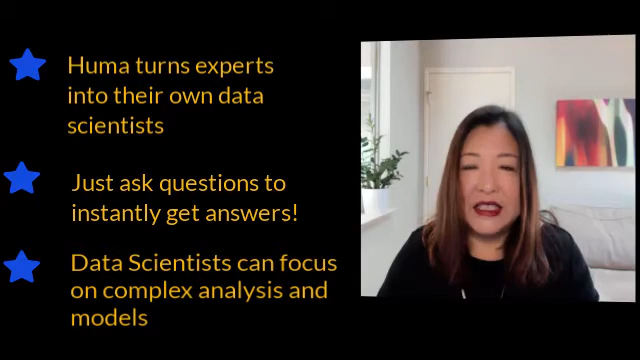 Huma turns experts
into their own data
scientists
Just ask questions to
instantly get answers!
Data Scientists can focus
on complex analysis and
models